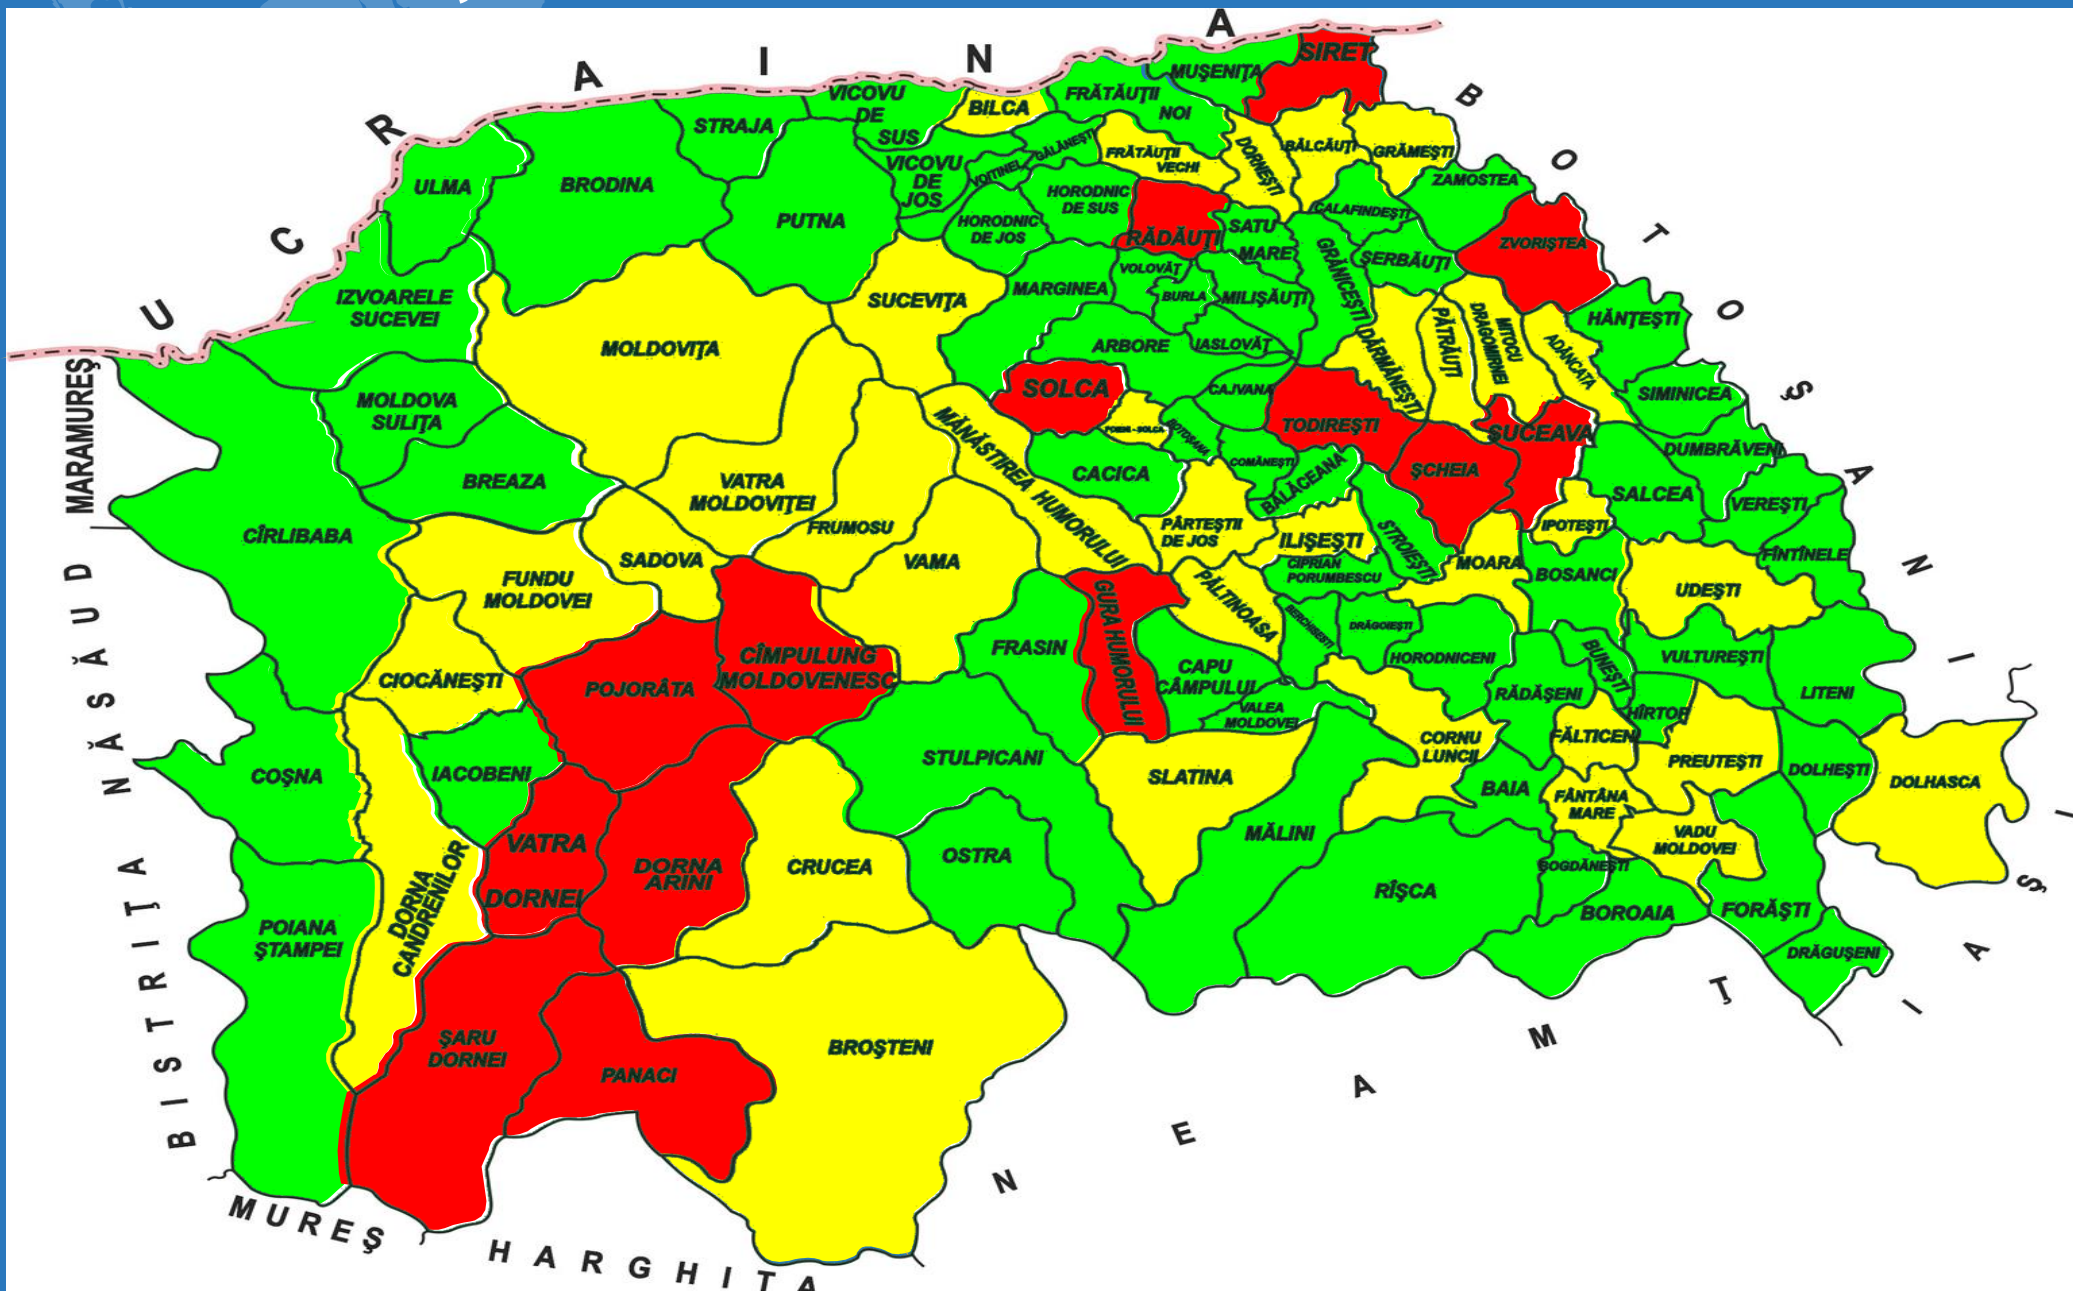 U C R A I N A
MUŞENIŢA
SIRET
VICOVU
DE
SUS
BILCA
FRĂTĂUŢII
NOI
STRAJA
B O T O Ş A N I
ULMA
BRODINA
PUTNA
VICOVU
DE
JOS
VOITINEL
GĂLĂNEŞTI
FRĂTĂUŢII
VECHI
DORNEŞTI
BĂLCĂUŢI
GRĂMEŞTI
ZAMOSTEA
HORODNIC
DE SUS
HORODNIC
DE JOS
RĂDĂUŢI
SATU
MARE
CALAFINDEŞTI
GRĂNICEŞTI
ŞERBĂUŢI
ZVORIŞTEA
IZVOARELE
SUCEVEI
SUCEVIŢA
MARGINEA
VOLOVĂŢ
BURLA
MILIŞĂUŢI
HĂNŢEŞTI
MOLDOVIŢA
ARBORE
IASLOVĂŢ
DĂRMĂNEŞTI
PĂTRĂUŢI
MITOCU
DRAGOMIRNEI
ADÂNCATA
MARAMUREŞ
MOLDOVA
SULIŢA
SOLCA
CAJVANA
SIMINICEA
MĂNĂSTIREA HUMORULUI
POIENI - SOLCA
BOTOŞANA
TODIREŞTI
SUCEAVA
DUMBRĂVENI
BREAZA
VATRA
MOLDOVIŢEI
CACICA
COMĂNEŞTI
BĂLĂCEANA
ŞCHEIA
SALCEA
VEREŞTI
CÎRLIBABA
FRUMOSU
PÂRTEŞTII
DE JOS
ILIŞEŞTI
STROIEŞTI
IPOTEŞTI
FÎNTÎNELE
SADOVA
VAMA
FUNDU
MOLDOVEI
CIPRIAN
PORUMBESCU
MOARA
BOSANCI
UDEŞTI
GURA HUMORULUI
PĂLTINOASA
BERCHIŞEŞTI
DRĂGOIEŞTI
FRASIN
CÎMPULUNG
MOLDOVENESC
CIOCĂNEŞTI
POJORÂTA
CAPU
CÂMPULUI
HORODNICENI
BUNEŞTI
VULTUREŞTI
RĂDĂŞENI
LITENI
VALEA
MOLDOVEI
HÎRTOP
BISTRIŢA NĂSĂUD
COŞNA
IACOBENI
STULPICANI
SLATINA
CORNU
LUNCII
FĂLTICENI
PREUTEŞTI
DOLHEŞTI
DOLHASCA
BAIA
FÂNTÂNA
MARE
VATRA
DORNEI
DORNA
ARINI
CRUCEA
OSTRA
MĂLINI
VADU
MOLDOVEI
DORNA
CANDRENILOR
RÎŞCA
BOGDĂNEŞTI
BOROAIA
FORĂŞTI
POIANA
ŞTAMPEI
DRĂGUŞENI
I A Ş I
ŞARU
DORNEI
PANACI
BROŞTENI
N E A M Ţ
MUREŞ
HARGHITA